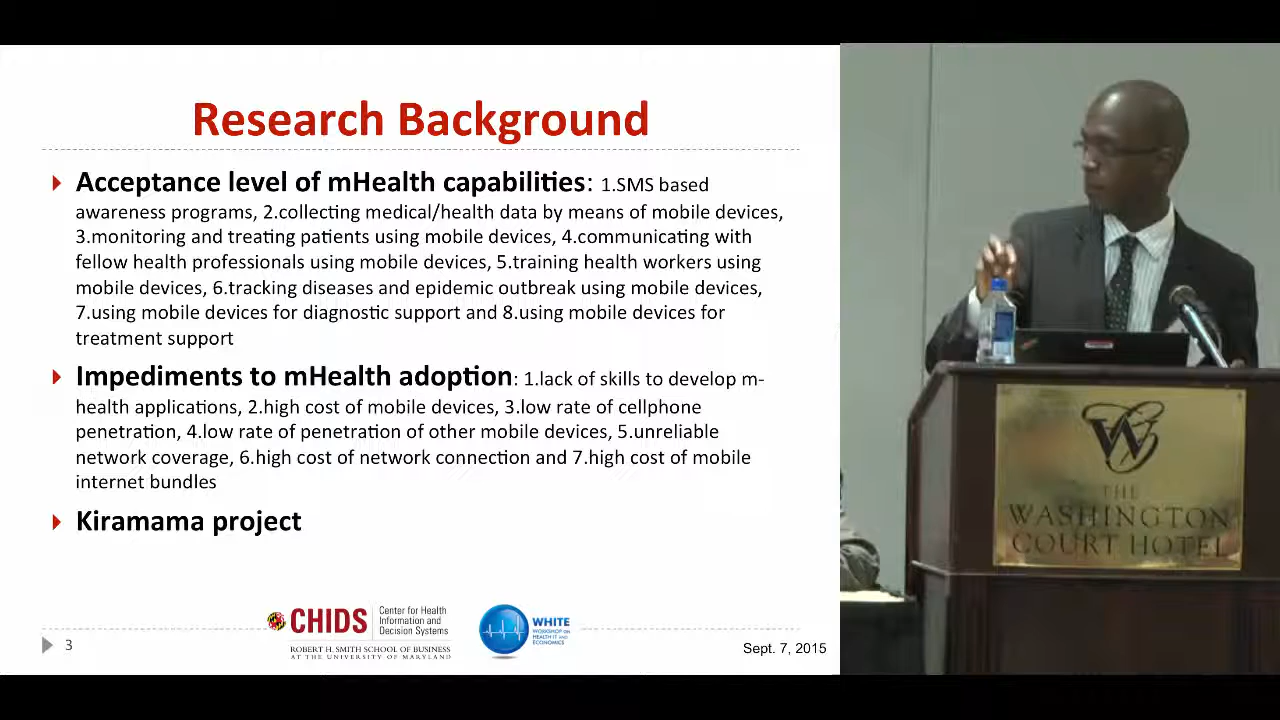 Research Background
Acceptance level of mHealth capabilities: 1.SMS based
awareness programs, 2.collecting medical/health data by means of mobile devices,
3.monitoring and treating patients using mobile devices, 4.communicating with
fellow health professionals using mobile devices, 5.training health workers using
mobile devices, 6.tracking diseases and epidemic outbreak using mobile devices,
7.using mobile devices for diagnostic support and 8.using mobile devices for
treatment support
Impediments to mHealth adoption: 1.lack of skills to develop m-
health applications, 2.high cost of mobile devices, 3.low rate of cellphone
penetration, 4.low rate of penetration of other mobile devices, 5.unreliable
network coverage, 6.high cost of network connection and 7.high cost of mobile
internet bundles
Kiramama project
CHIDS
Center for Health
Information and
Decision Systems
ROBERT H. SMITH SCHOOL OF BUSINESS
AT THE UNIVERSITY OF MARYLAND
WHITE
WORKSHOP ON
HEALTH IT AND
ECONOMICS
3
Sept. 7, 2015
W
THE
WASHINGTON
COURT HOTEL